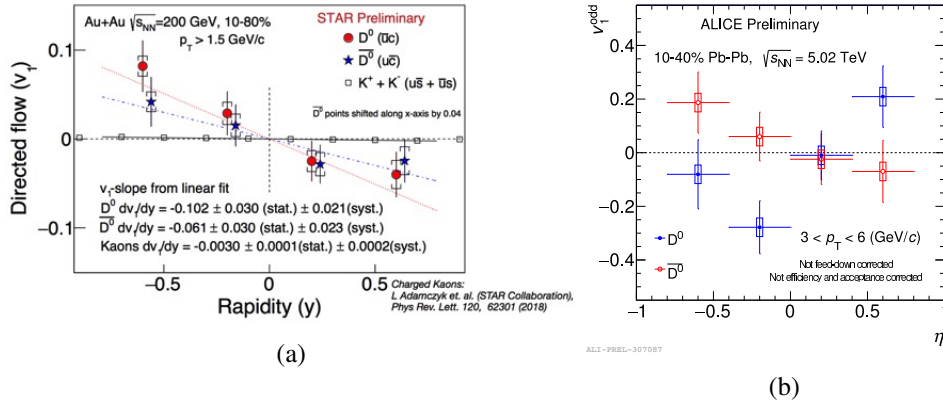 Au+Au √sNN=200 GeV, 10-80%
pT > 1.5 GeV/c
STAR Preliminary
D⁰ (u̅c)
D̅⁰ (uc̅)
K⁺ + K⁻ (us̅ + u̅s)
D̅⁰ points shifted along x-axis by 0.04
0.1
0
−0.1
Directed flow (v₁)
v₁-slope from linear fit
D⁰ dv₁/dy = -0.102 ± 0.030 (stat.) ± 0.021(syst.)
D̅⁰ dv₁/dy = -0.061 ± 0.030 (stat.) ± 0.023 (syst.)
Kaons dv₁/dy = -0.0030 ± 0.0001(stat.) ± 0.0002(syst.)
−0.5 0 0.5
Rapidity (y)
Charged Kaons:
L Adamczyk et. al. (STAR Collaboration),
Phys Rev. Lett. 120, 62301 (2018)
(a)
v₁ᵒᵈᵈ
ALICE Preliminary
10-40% Pb-Pb, √sNN = 5.02 TeV
0.4
0.2
0
−0.2
−0.4
D⁰
D̅⁰
3 < pT < 6 (GeV/c)
Not feed-down corrected
Not efficiency and acceptance corrected
−1 −0.5 0 0.5 1
η
ALI-PREL-307087
(b)